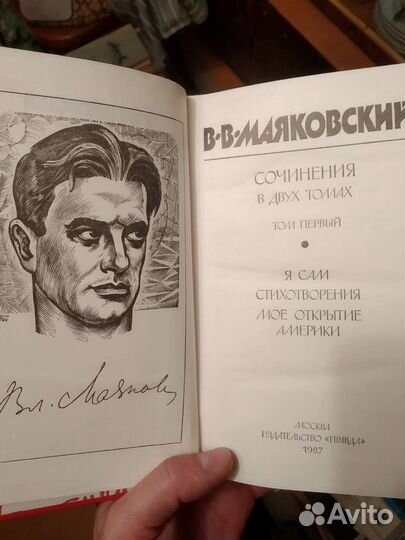 Вл. Маяковс
В·В·МАЯКОВСКИЙ
СОЧИНЕНИЯ
В ДВУХ ТОМАХ
ТОМ ПЕРВЫЙ
Я САМ
СТИХОТВОРЕНИЯ
МОЕ ОТКРЫТИЕ
АМЕРИКИ
МОСКВА
ИЗДАТЕЛЬСТВО «ПРАВДА»
1987
Avito